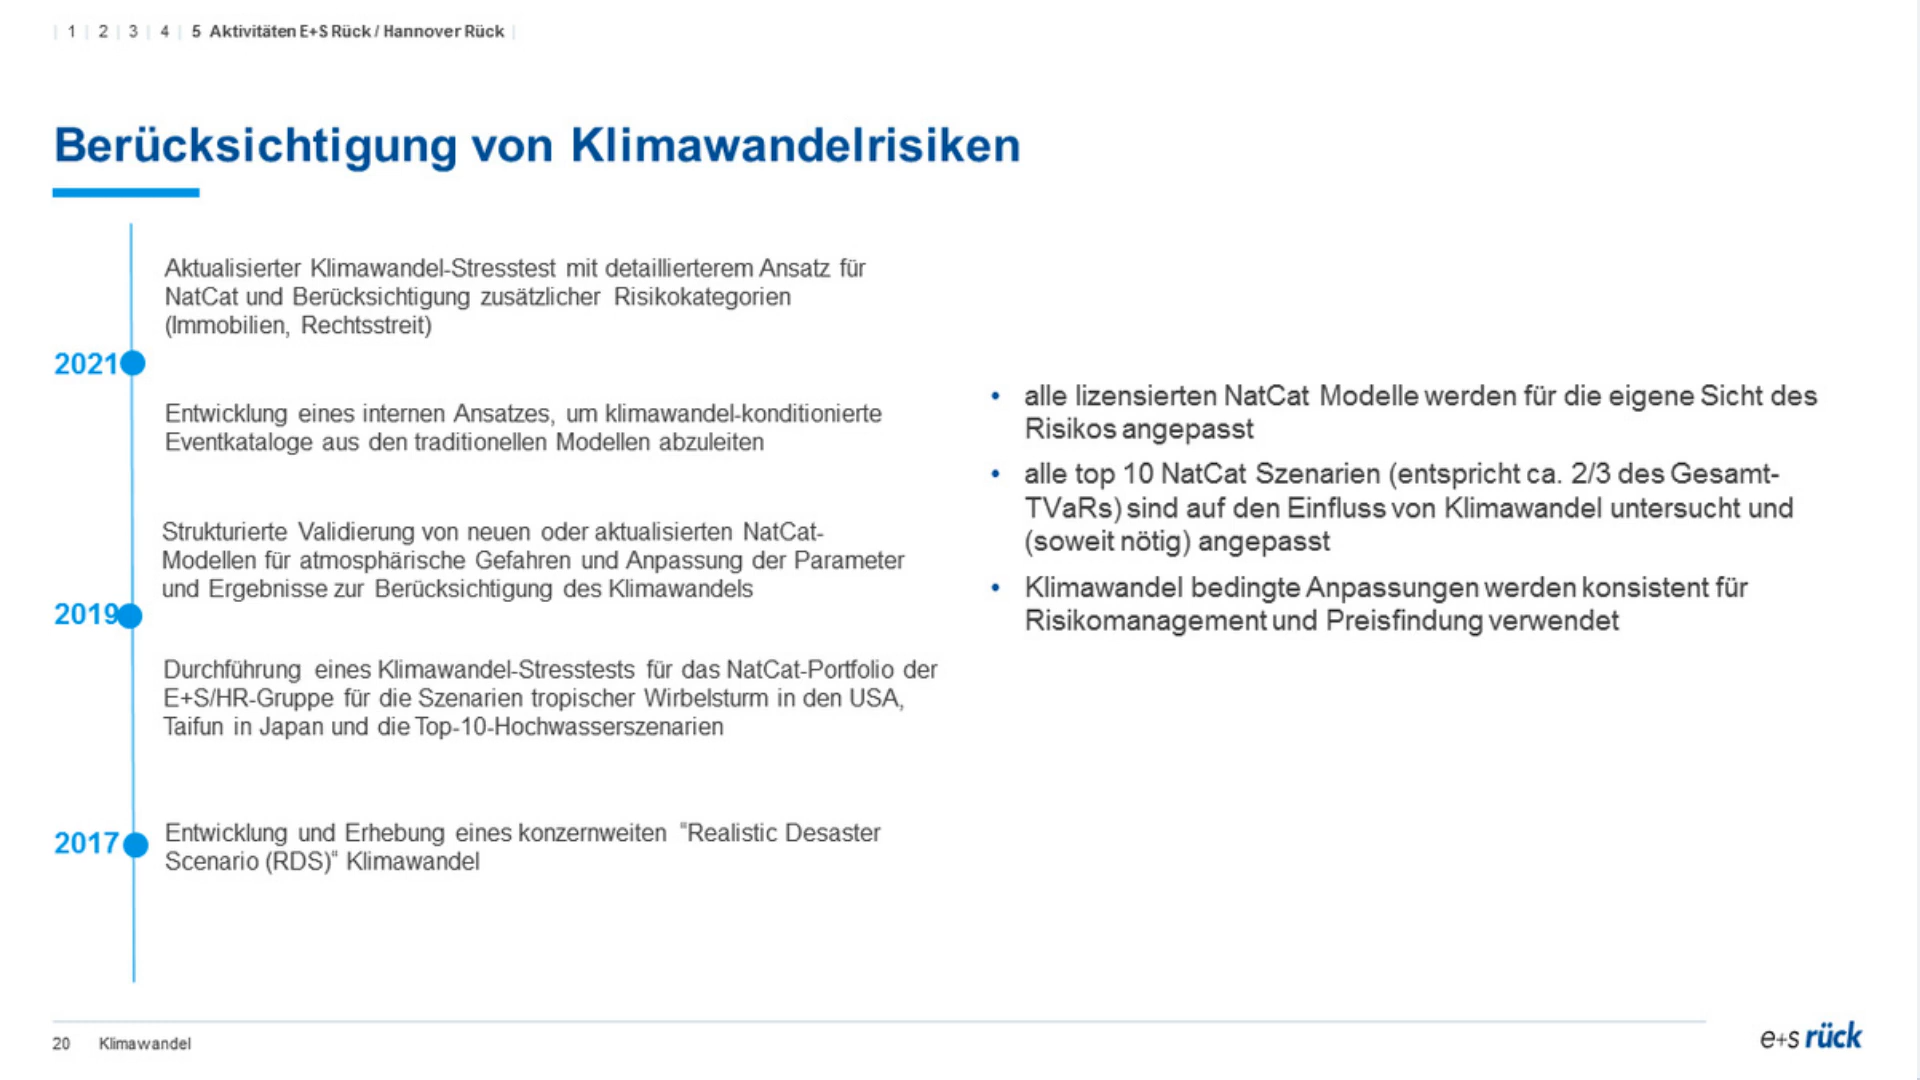 1 2 3 4 5 Aktivitäten E+S Rück / Hannover Rück
Berücksichtigung von Klimawandelrisiken
Aktualisierter Klimawandel-Stresstest mit detaillierterem Ansatz für
NatCat und Berücksichtigung zusätzlicher Risikokategorien
(Immobilien, Rechtsstreit)
2021
Entwicklung eines internen Ansatzes, um klimawandel-konditionierte
Eventkataloge aus den traditionellen Modellen abzuleiten
Strukturierte Validierung von neuen oder aktualisierten NatCat-
Modellen für atmosphärische Gefahren und Anpassung der Parameter
und Ergebnisse zur Berücksichtigung des Klimawandels
2019
Durchführung eines Klimawandel-Stresstests für das NatCat-Portfolio der
E+S/HR-Gruppe für die Szenarien tropischer Wirbelsturm in den USA,
Taifun in Japan und die Top-10-Hochwasserszenarien
2017
Entwicklung und Erhebung eines konzernweiten “Realistic Desaster
Scenario (RDS)“ Klimawandel
• alle lizensierten NatCat Modelle werden für die eigene Sicht des
Risikos angepasst
• alle top 10 NatCat Szenarien (entspricht ca. 2/3 des Gesamt-
TVaRs) sind auf den Einfluss von Klimawandel untersucht und
(soweit nötig) angepasst
• Klimawandel bedingte Anpassungen werden konsistent für
Risikomanagement und Preisfindung verwendet
20 Klimawandel
e+s rück